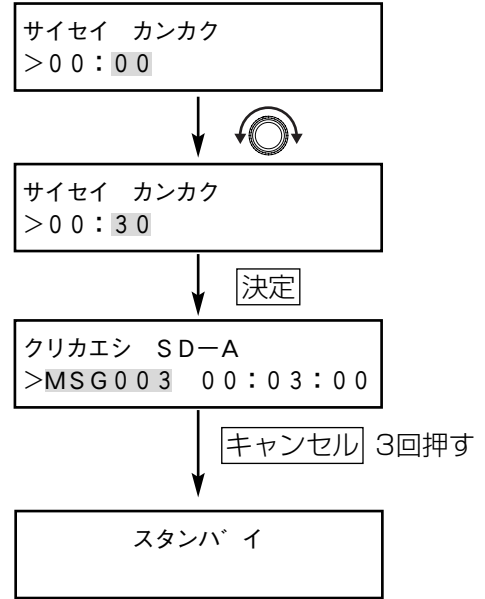 サイセイ　カンカク
>00:00
サイセイ　カンカク
>00:30
決定
クリカエシ　SD－A
>MSG003　00:03:00
キャンセル 3回押す
スタンバ゛イ